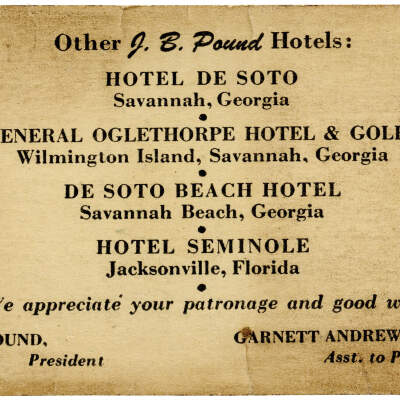 Other J. B. Pound Hotels:
HOTEL DE SOTO
Savannah, Georgia
ENERAL OGLETHORPE HOTEL & GOL
Wilmington Island, Savannah, Georgia
DE SOTO BEACH HOTEL
Savannah Beach, Georgia
HOTEL SEMINOLE
Jacksonville, Florida
We appreciate your patronage and good w
OUND,
President
GARNETT ANDREW
Asst. to P